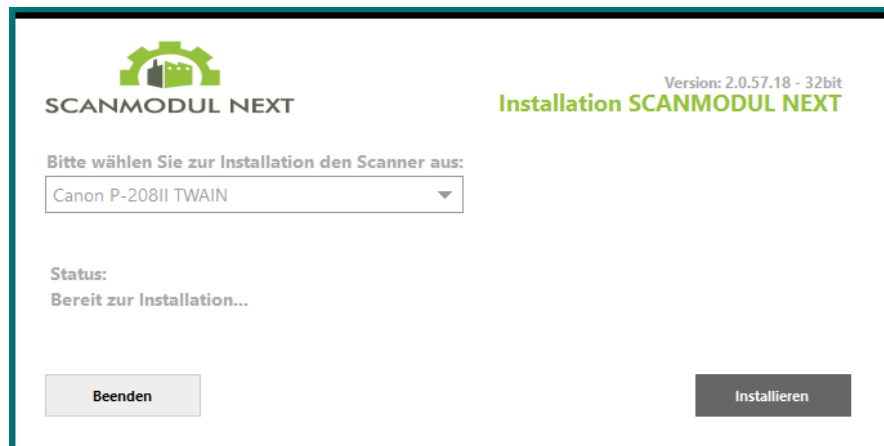 SCANMODUL NEXT
Version: 2.0.57.18 - 32bit
Installation SCANMODUL NEXT
Bitte wählen Sie zur Installation den Scanner aus:
Canon P-208II TWAIN
Status:
Bereit zur Installation...
Beenden
Installieren